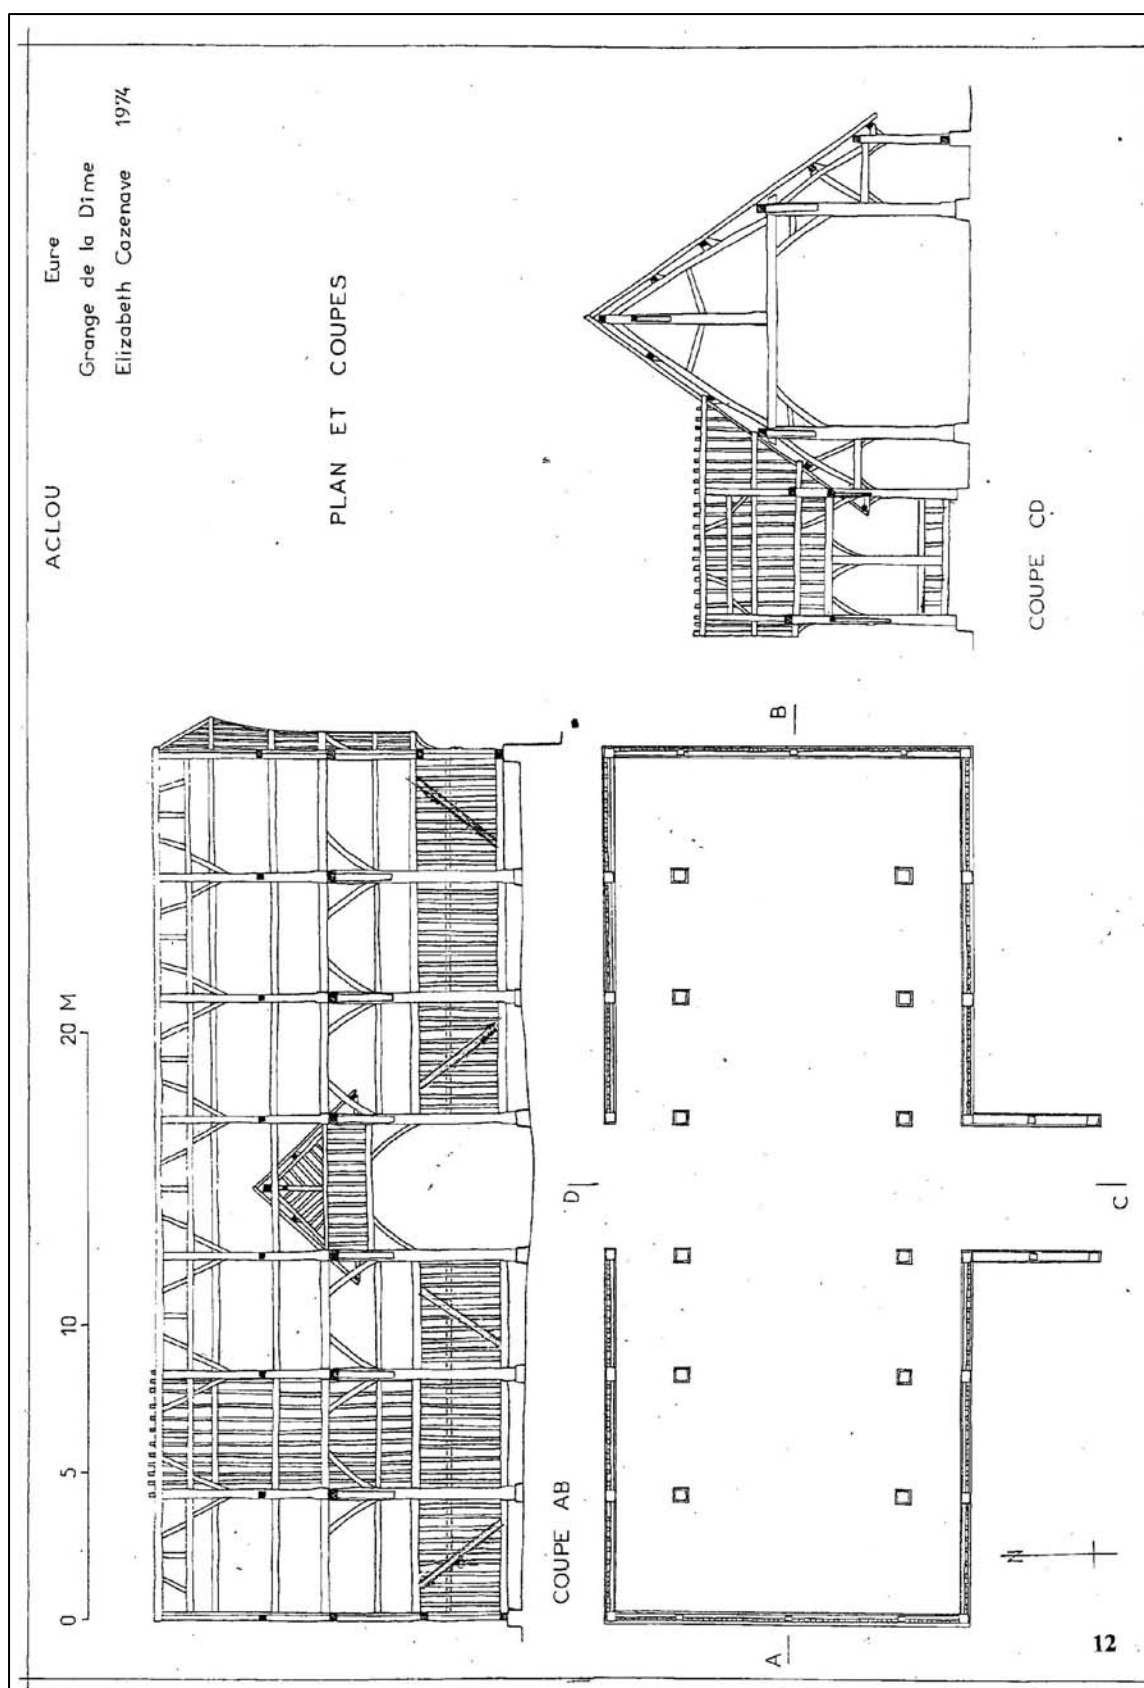 ACLOU
Eure
Grange de la Dîme
Elizabeth Cazenave 1974
PLAN ET COUPES
0 5 10 20 M
COUPE AB
COUPE CD
A
B
D
C
N
12